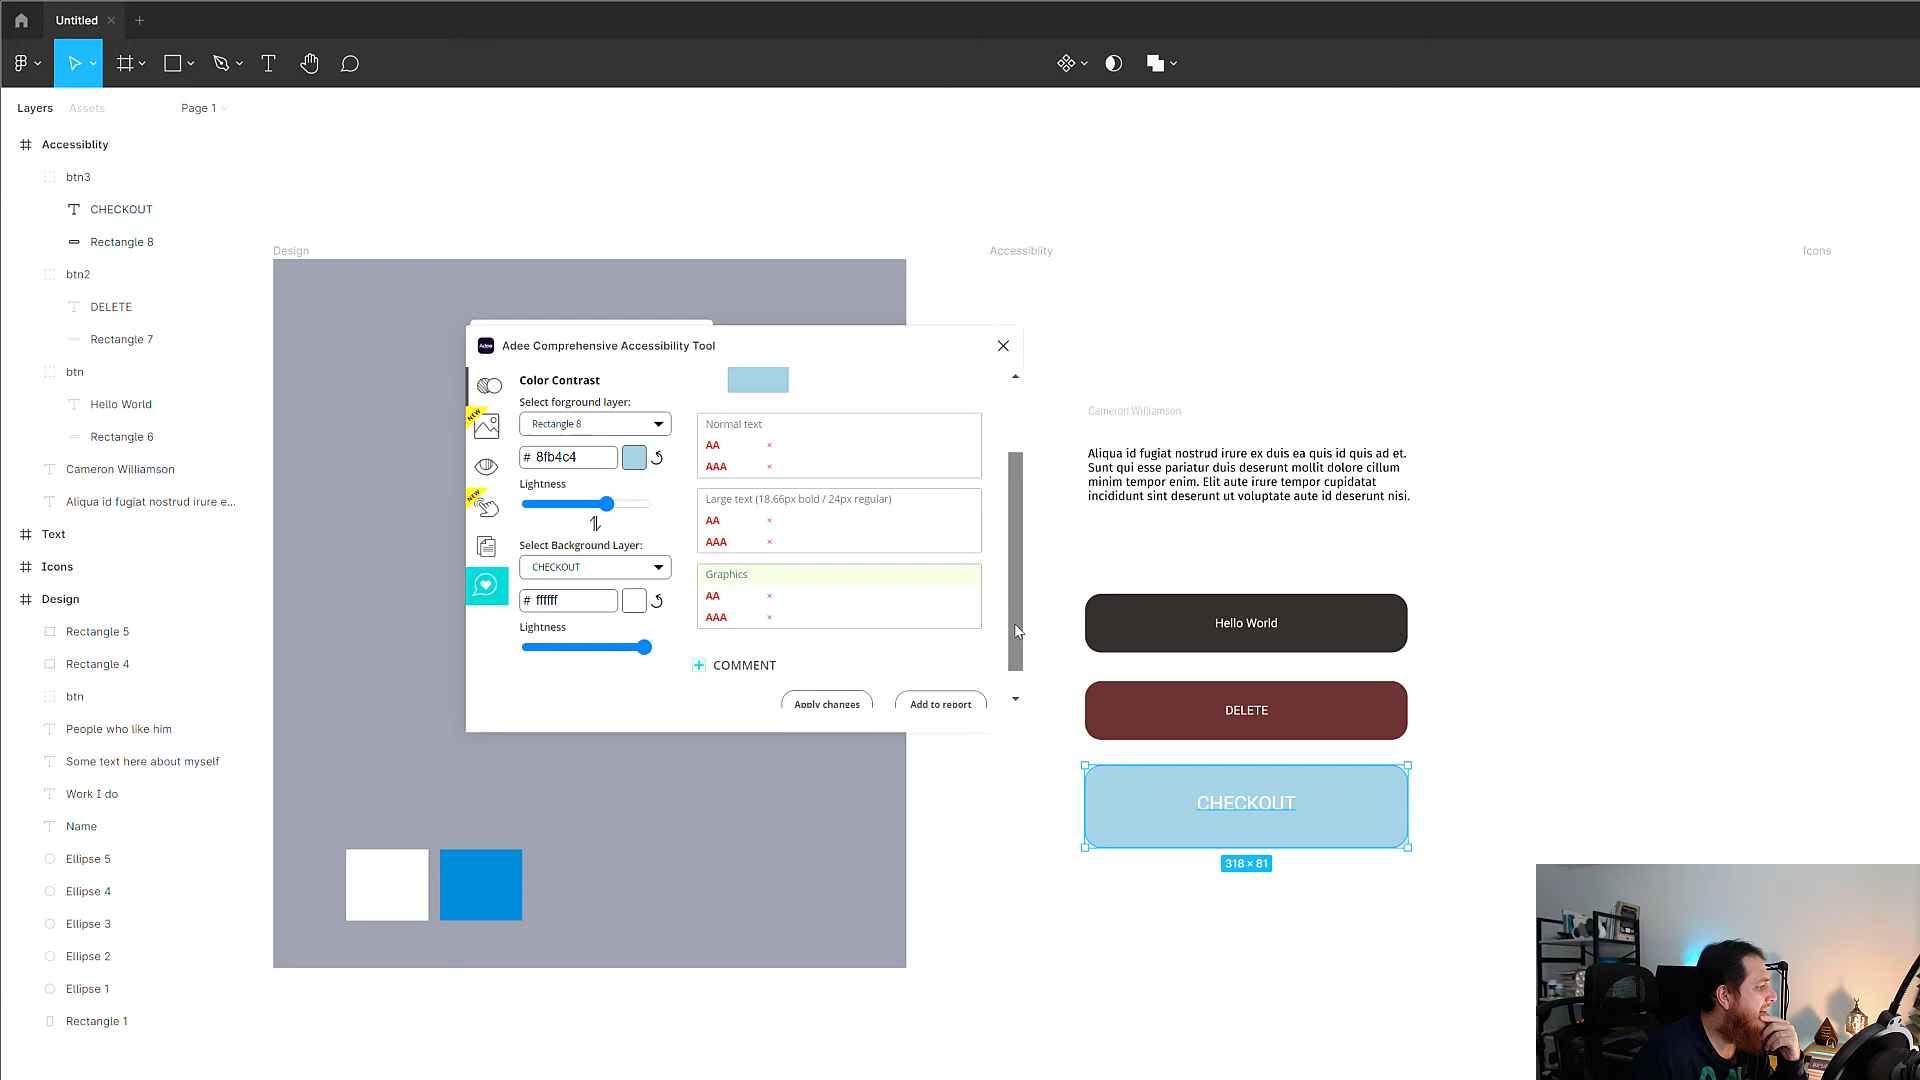 Untitled
Layers
Assets
Page 1
Accessiblity
btn3
CHECKOUT
Rectangle 8
btn2
DELETE
Rectangle 7
btn
Hello World
Rectangle 6
Cameron Williamson
Aliqua id fugiat nostrud irure e...
Text
Icons
Design
Rectangle 5
Rectangle 4
btn
People who like him
Some text here about myself
Work I do
Name
Ellipse 5
Ellipse 4
Ellipse 3
Ellipse 2
Ellipse 1
Rectangle 1
Design
Accessiblity
Icons
Adee
Adee Comprehensive Accessibility Tool
NEW
NEW
Color Contrast
Select forground layer:
Rectangle 8
# 8fb4c4
Lightness
Select Background Layer:
CHECKOUT
# ffffff
Lightness
Normal text
AA ×
AAA ×
Large text (18.66px bold / 24px regular)
AA ×
AAA ×
Graphics
AA ×
AAA ×
+ COMMENT
Apply changes
Add to report
Cameron Williamson
Aliqua id fugiat nostrud irure ex duis ea quis id quis ad et.
Sunt qui esse pariatur duis deserunt mollit dolore cillum
minim tempor enim. Elit aute irure tempor cupidatat
incididunt sint deserunt ut voluptate aute id deserunt nisi.
Hello World
DELETE
CHECKOUT
318 × 81